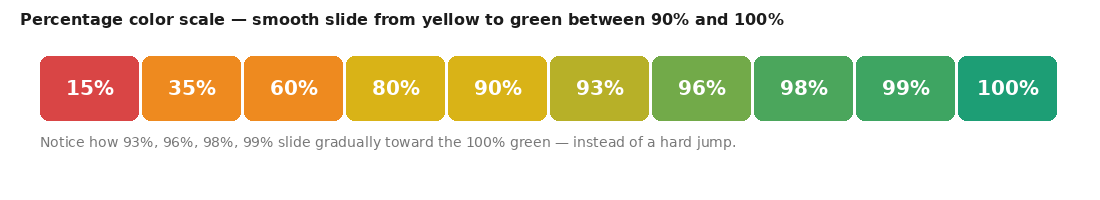 Percentage color scale — smooth slide from yellow to green between 90% and 100%
15% 35% 60% 80% 90% 93% 96% 98% 99% 100%
Notice how 93%, 96%, 98%, 99% slide gradually toward the 100% green — instead of a hard jump.